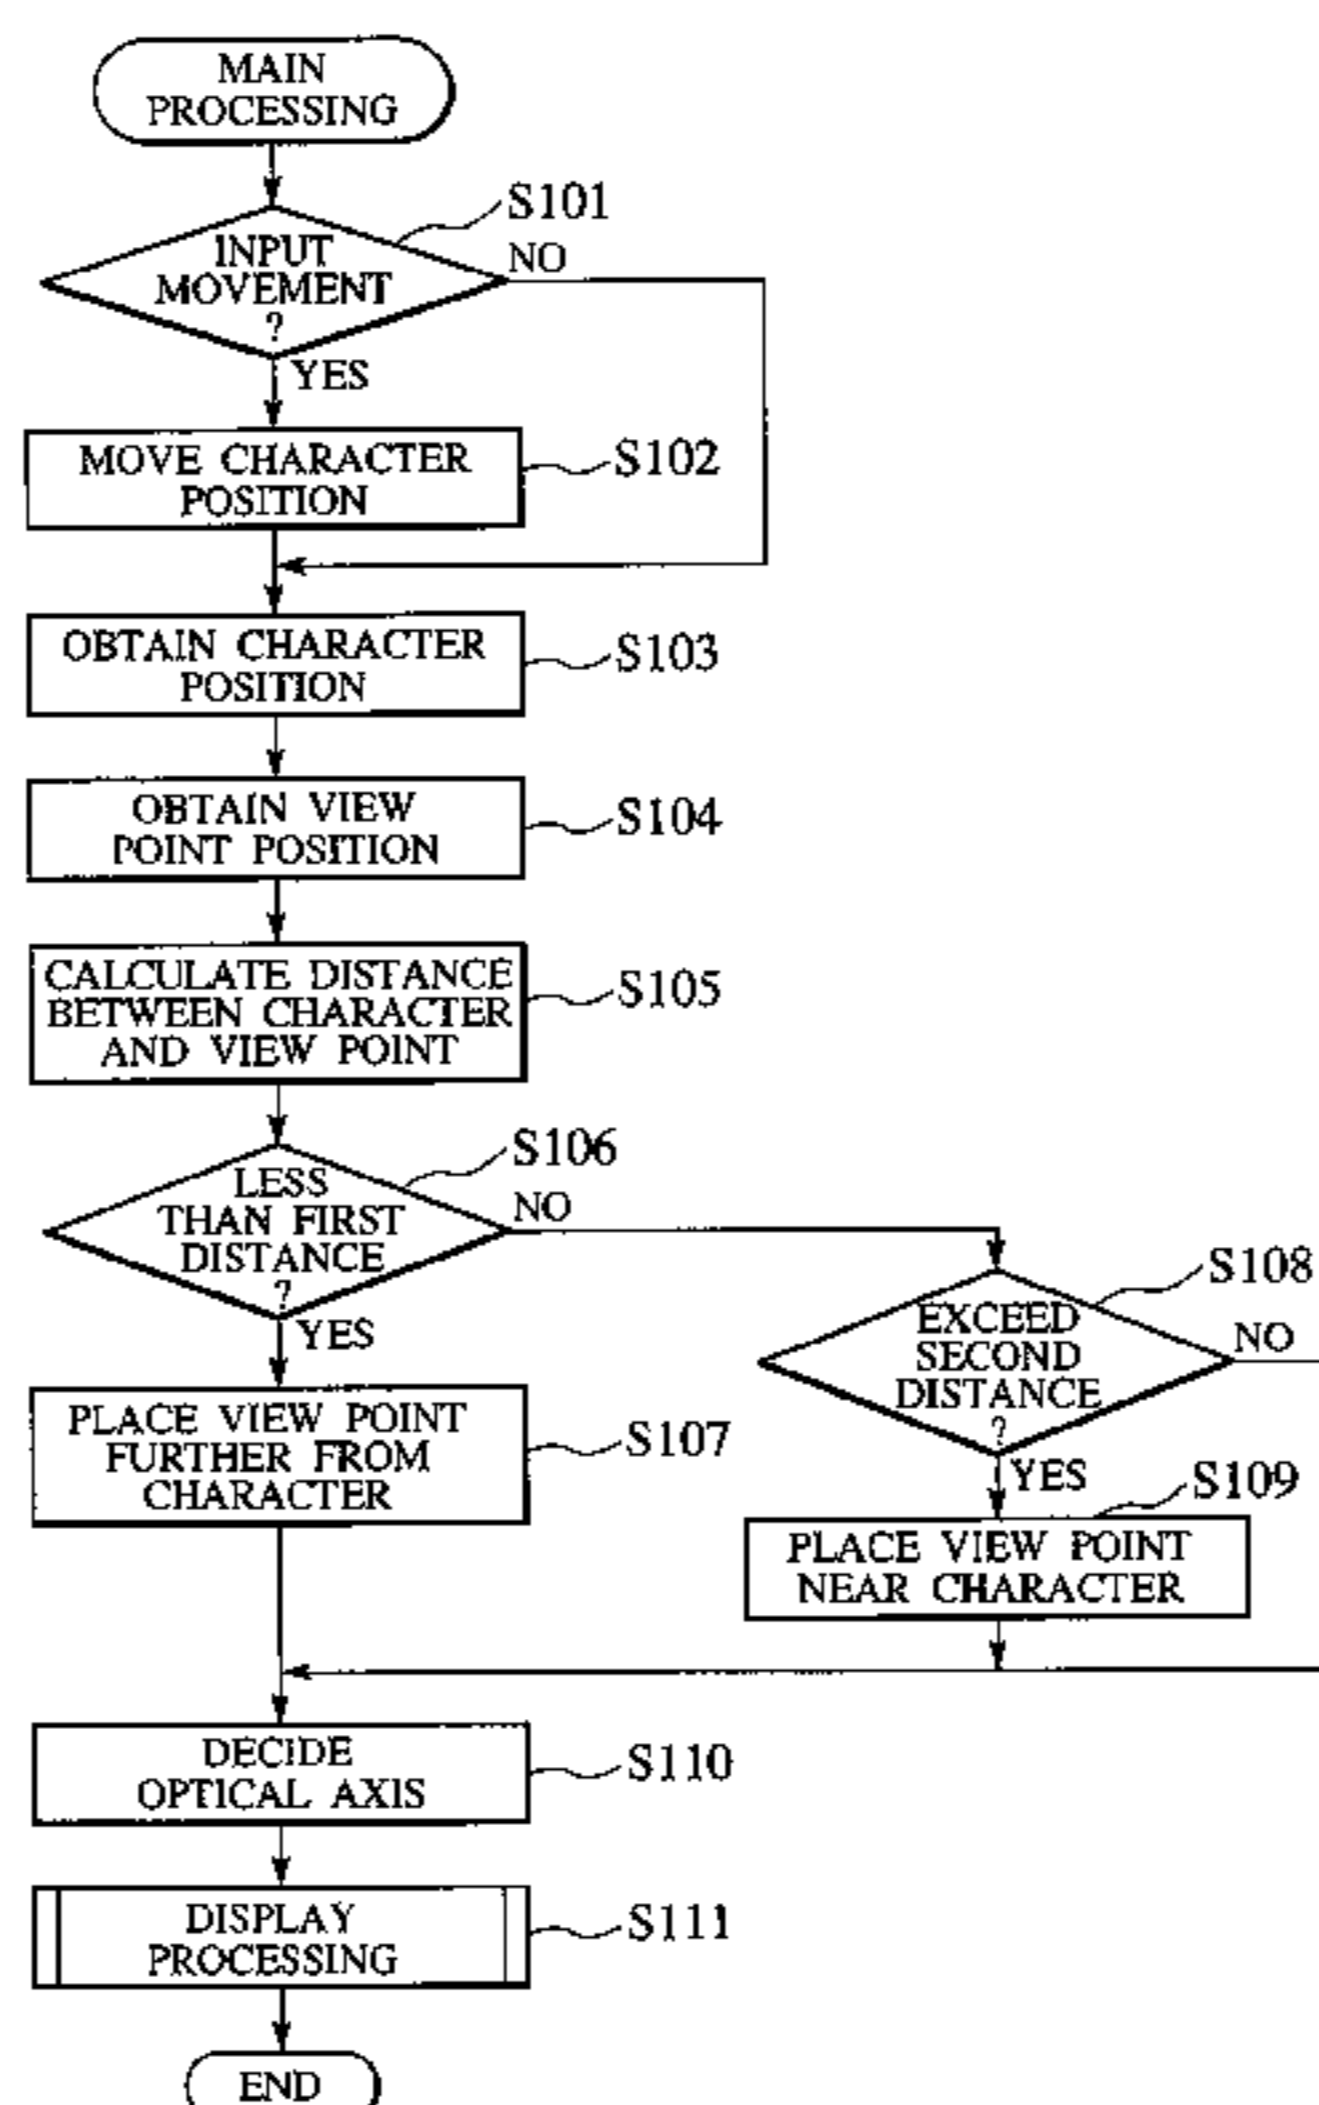 MAIN
PROCESSING
S101
INPUT
MOVEMENT
?
NO
YES
MOVE CHARACTER
POSITION
S102
OBTAIN CHARACTER
POSITION
S103
OBTAIN VIEW
POINT POSITION
S104
CALCULATE DISTANCE
BETWEEN CHARACTER
AND VIEW POINT
S105
S106
LESS
THAN FIRST
DISTANCE
?
NO
YES
S108
EXCEED
SECOND
DISTANCE
?
NO
YES
PLACE VIEW POINT
FURTHER FROM
CHARACTER
S107
S109
PLACE VIEW POINT
NEAR CHARACTER
DECIDE
OPTICAL AXIS
S110
DISPLAY
PROCESSING
S111
END